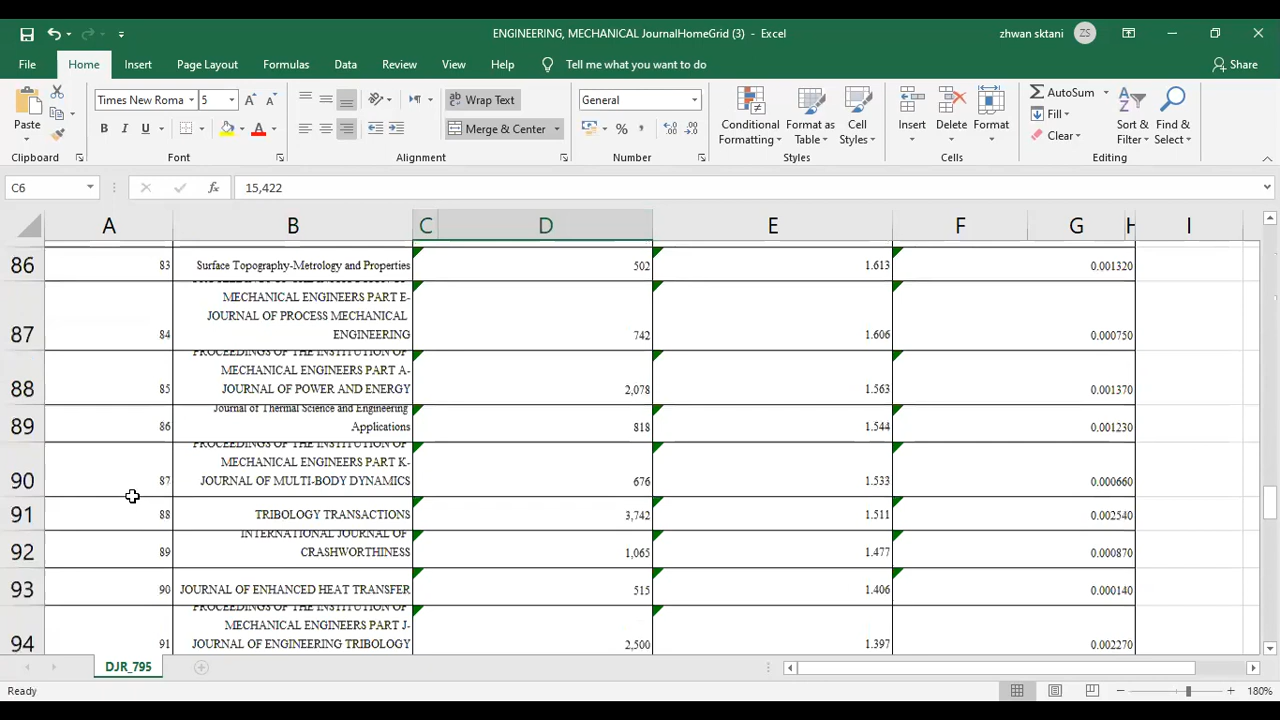 ENGINEERING, MECHANICAL JournalHomeGrid (3) - Excel
zhwan sktani
ZS
File Home Insert Page Layout Formulas Data Review View Help Tell me what you want to do Share
Times New Roma 5 Wrap Text General AutoSum
Paste B I U A Merge & Center % , Conditional Formatting Format as Table Cell Styles Insert Delete Format Fill Clear Sort & Filter Find & Select
Clipboard Font Alignment Number Styles Cells Editing
C6 fx 15,422
A B C D E F G H I
86 83 Surface Topography-Metrology and Properties 502 1.613 0.001320
PROCEEDINGS OF THE INSTITUTION OF
MECHANICAL ENGINEERS PART E-
JOURNAL OF PROCESS MECHANICAL
87 84 ENGINEERING 742 1.606 0.000750
PROCEEDINGS OF THE INSTITUTION OF
MECHANICAL ENGINEERS PART A-
88 85 JOURNAL OF POWER AND ENERGY 2,078 1.563 0.001370
Journal of Thermal Science and Engineering
89 86 Applications 818 1.544 0.001230
PROCEEDINGS OF THE INSTITUTION OF
MECHANICAL ENGINEERS PART K-
90 87 JOURNAL OF MULTI-BODY DYNAMICS 676 1.533 0.000660
91 88 TRIBOLOGY TRANSACTIONS 3,742 1.511 0.002540
INTERNATIONAL JOURNAL OF
92 89 CRASHWORTHINESS 1,065 1.477 0.000870
93 90 JOURNAL OF ENHANCED HEAT TRANSFER 515 1.406 0.000140
PROCEEDINGS OF THE INSTITUTION OF
MECHANICAL ENGINEERS PART J-
94 91 JOURNAL OF ENGINEERING TRIBOLOGY 2,500 1.397 0.002270
DJR_795
Ready 180%